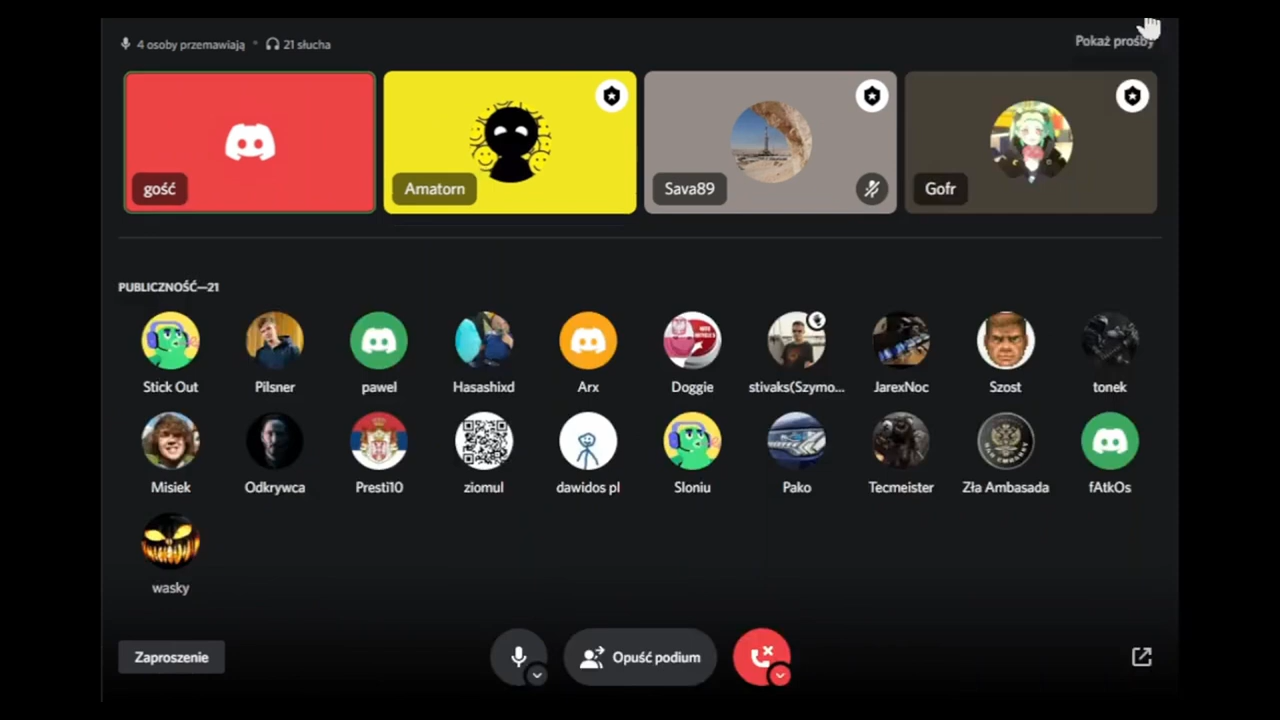 4 osoby przemawiają • 21 słucha
Pokaż prośby
gość
Amatorn
Sava89
Gofr
PUBLICZNOŚĆ—21
Stick Out
Pilsner
pawel
Hasashixd
Arx
Doggie
stivaks(Szymo...
JarexNoc
Szost
tonek
Misiek
Odkrywca
Presti10
ziomul
dawidos pl
Sloniu
Pako
Tecmeister
Zła Ambasada
fAtkOs
wasky
Zaproszenie
Opuść podium